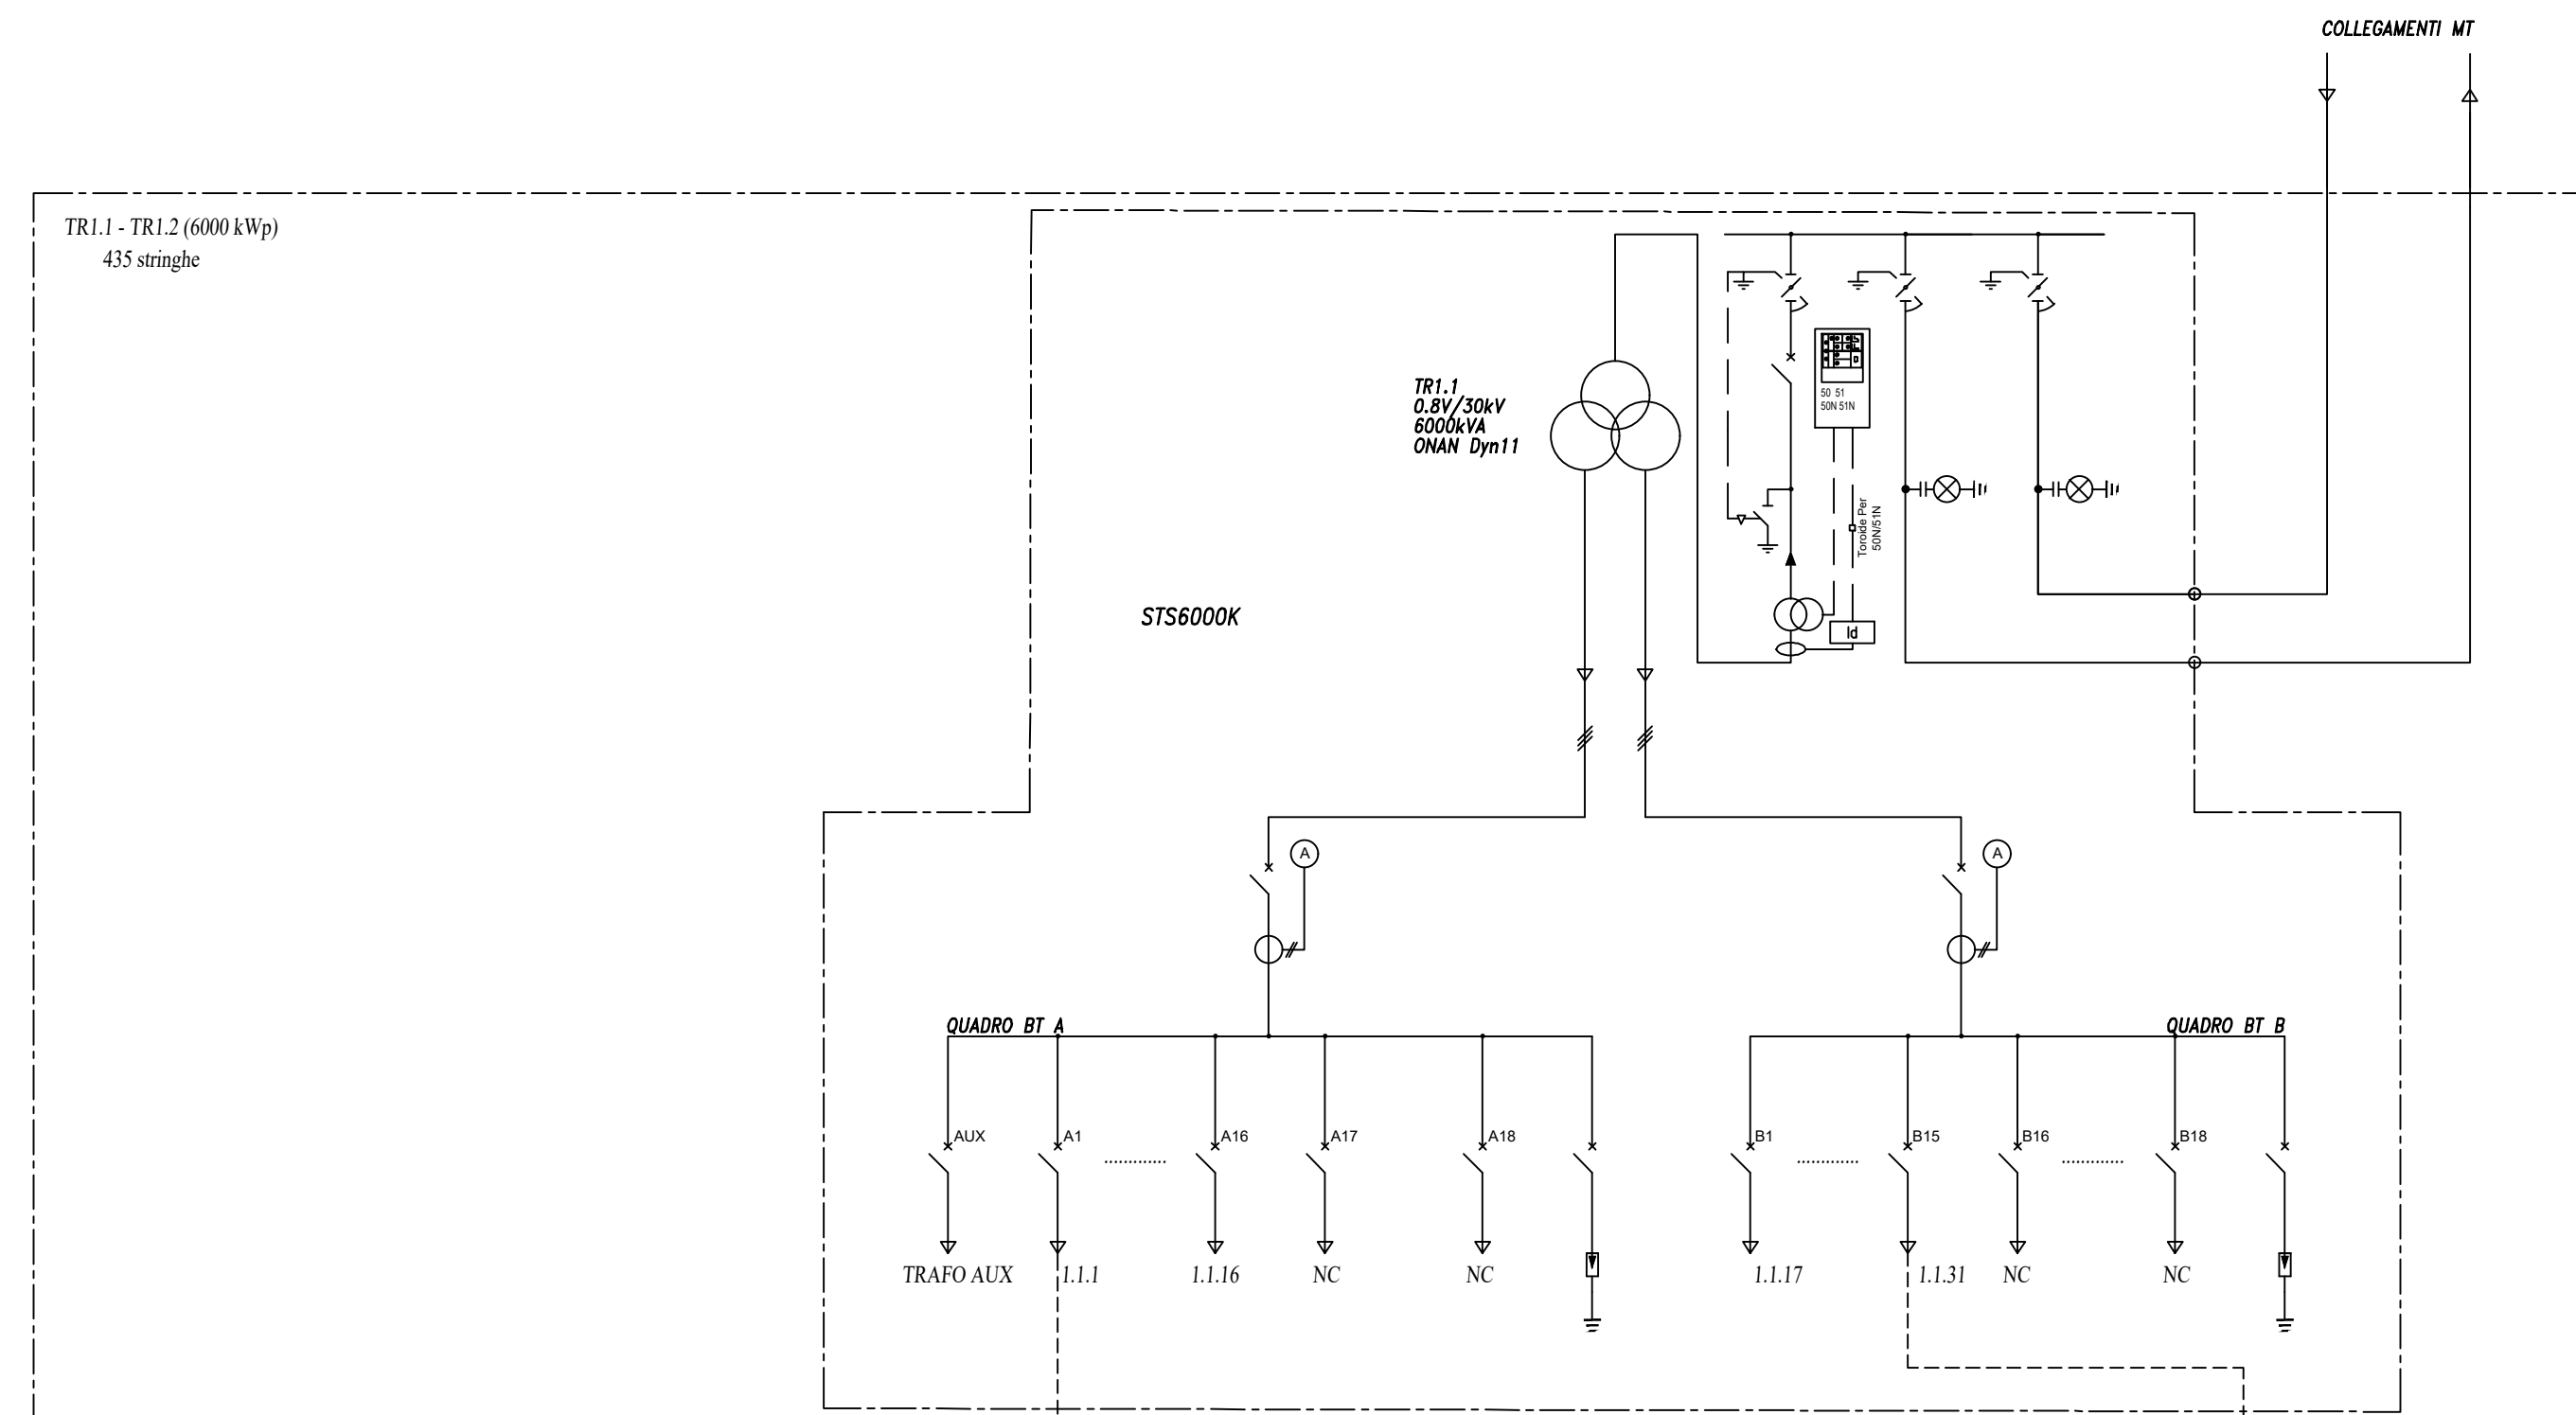 COLLEGAMENTI MT
TR1.1 - TR1.2 (6000 kWp)
435 stringhe
TR1.1
0.8V/30kV
6000kVA
ONAN Dyn11
50 51
50N 51N
Toroide Per
50N/51N
STS6000K
Id
A
A
QUADRO BT A
QUADRO BT B
AUX
A1
A16
A17
A18
B1
B15
B16
B18
TRAFO AUX
1.1.1
1.1.16
NC
NC
1.1.17
1.1.31
NC
NC